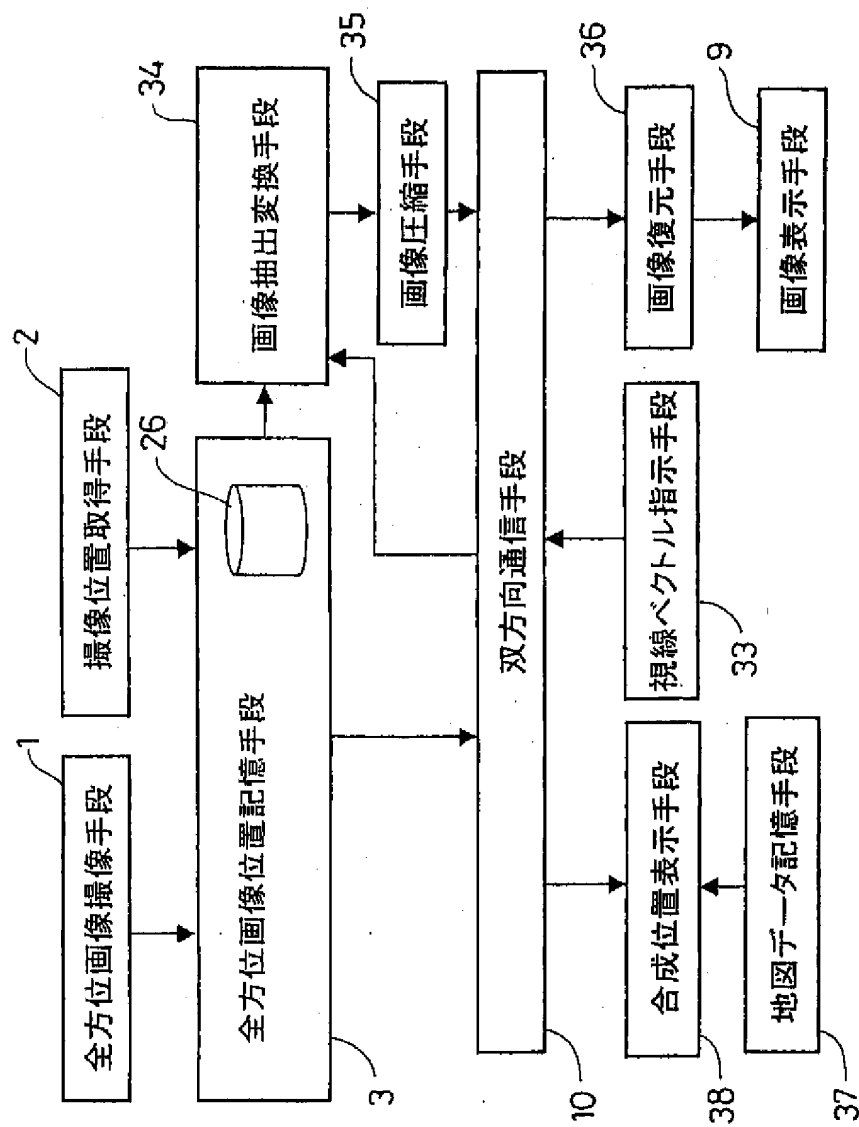 1
全方位画像撮像手段
2
撮像位置取得手段
34
画像抽出変換手段
26
全方位画像位置記憶手段
3
35
画像圧縮手段
双方向通信手段
10
合成位置表示手段
38
視線ベクトル指示手段
33
36
画像復元手段
地図データ記憶手段
37
9
画像表示手段